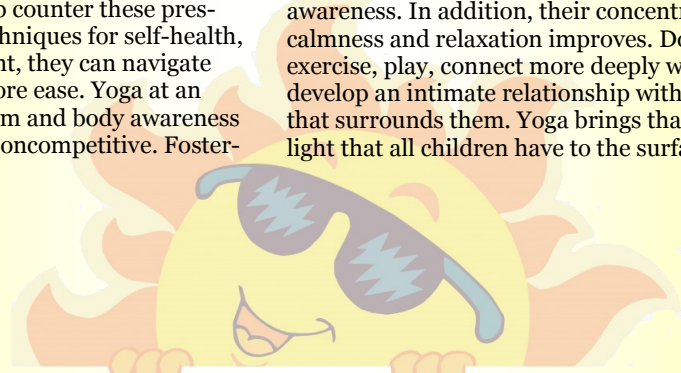 p counter these pres-
hniques for self-health,
nt, they can navigate
ore ease. Yoga at an
m and body awareness
oncompetitive. Foster-
awareness. In addition, their concentr
calmness and relaxation improves. Do
exercise, play, connect more deeply w
develop an intimate relationship with
that surrounds them. Yoga brings tha
light that all children have to the surfa